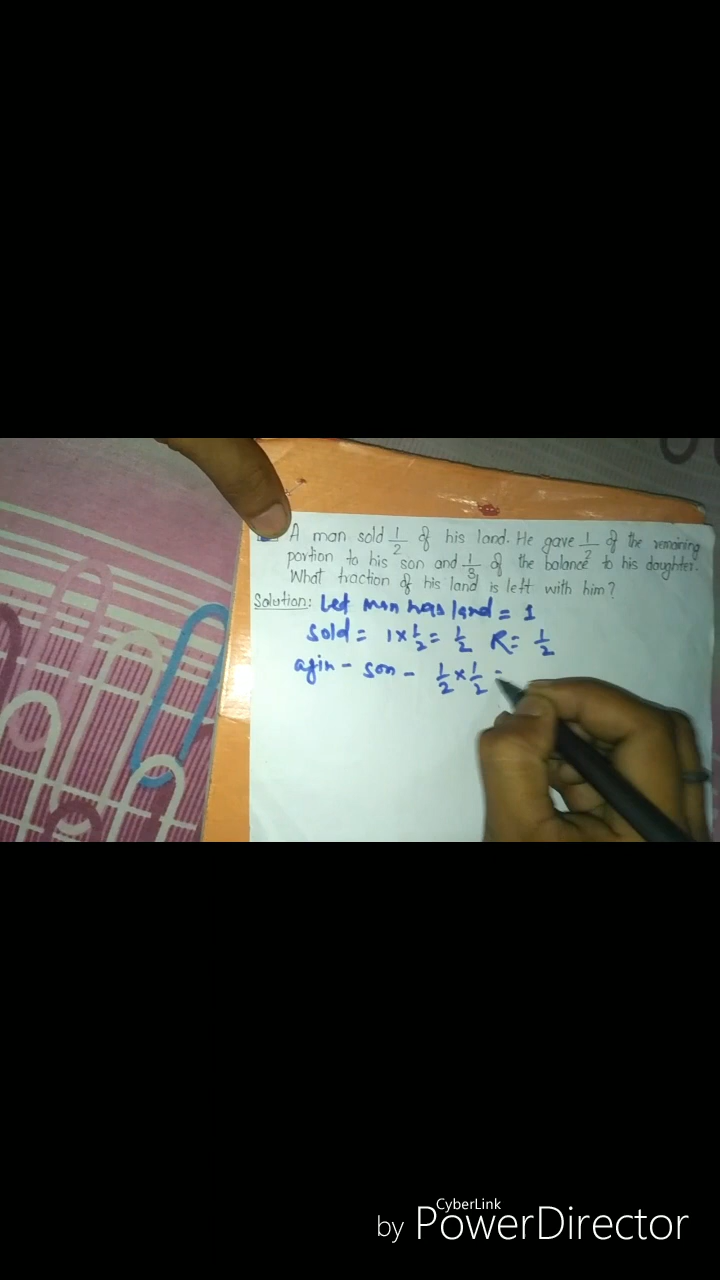 A man sold 1/2 of his land. He gave 1/2 of the remaining
portion to his son and 1/3 of the balance to his daughter.
What fraction of his land is left with him?
Solution: Let man has land = 1
sold = 1 × 1/2 = 1/2 R = 1/2
agin - son - 1/2 × 1/2 =
CyberLink
by PowerDirector